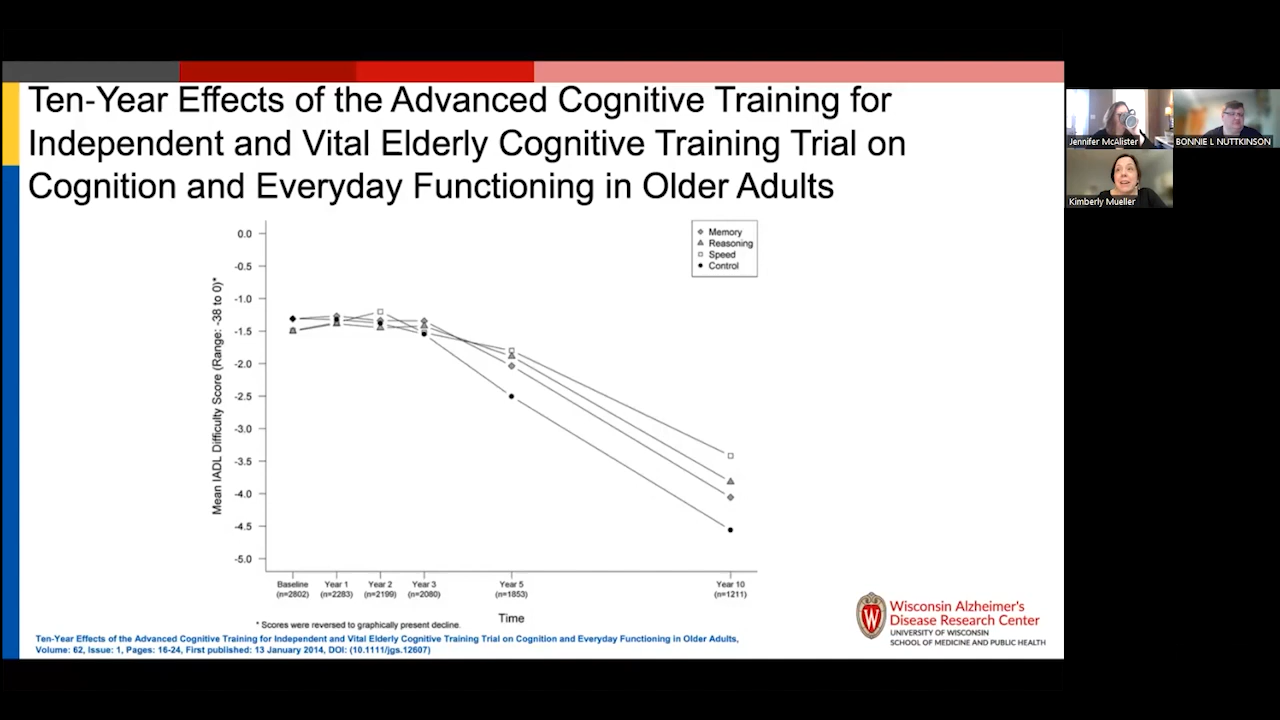 Ten-Year Effects of the Advanced Cognitive Training for
Independent and Vital Elderly Cognitive Training Trial on
Cognition and Everyday Functioning in Older Adults
Memory
Reasoning
Speed
Control
Mean IADL Difficulty Score (Range: -38 to 0)*
0.0
-0.5
-1.0
-1.5
-2.0
-2.5
-3.0
-3.5
-4.0
-4.5
-5.0
Baseline Year 1 Year 2 Year 3 Year 5 Year 10
(n=2802) (n=2283) (n=2199) (n=2080) (n=1853) (n=1211)
Time
* Scores were reversed to graphically present decline.
Ten-Year Effects of the Advanced Cognitive Training for Independent and Vital Elderly Cognitive Training Trial on Cognition and Everyday Functioning in Older Adults,
Volume: 62, Issue: 1, Pages: 16-24, First published: 13 January 2014, DOI: (10.1111/jgs.12607)
W
Wisconsin Alzheimer's
Disease Research Center
UNIVERSITY OF WISCONSIN
SCHOOL OF MEDICINE AND PUBLIC HEALTH
Jennifer McAlister
BONNIE L NUTTKINSON
Kimberly Mueller